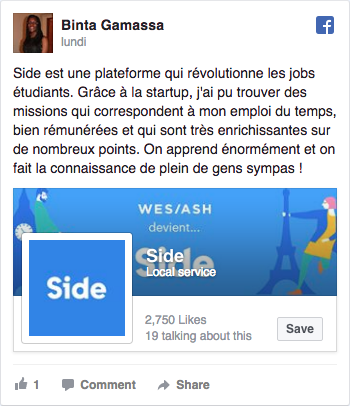 Binta Gamassa
lundi
Side est une plateforme qui révolutionne les jobs
étudiants. Grâce à la startup, j'ai pu trouver des
missions qui correspondent à mon emploi du temps,
bien rémunérées et qui sont très enrichissantes sur
de nombreux points. On apprend énormément et on
fait la connaissance de plein de gens sympas !
WES/ASH
devient...
Side
Side
Local service
Side
2,750 Likes
19 talking about this
Save
1 Comment Share